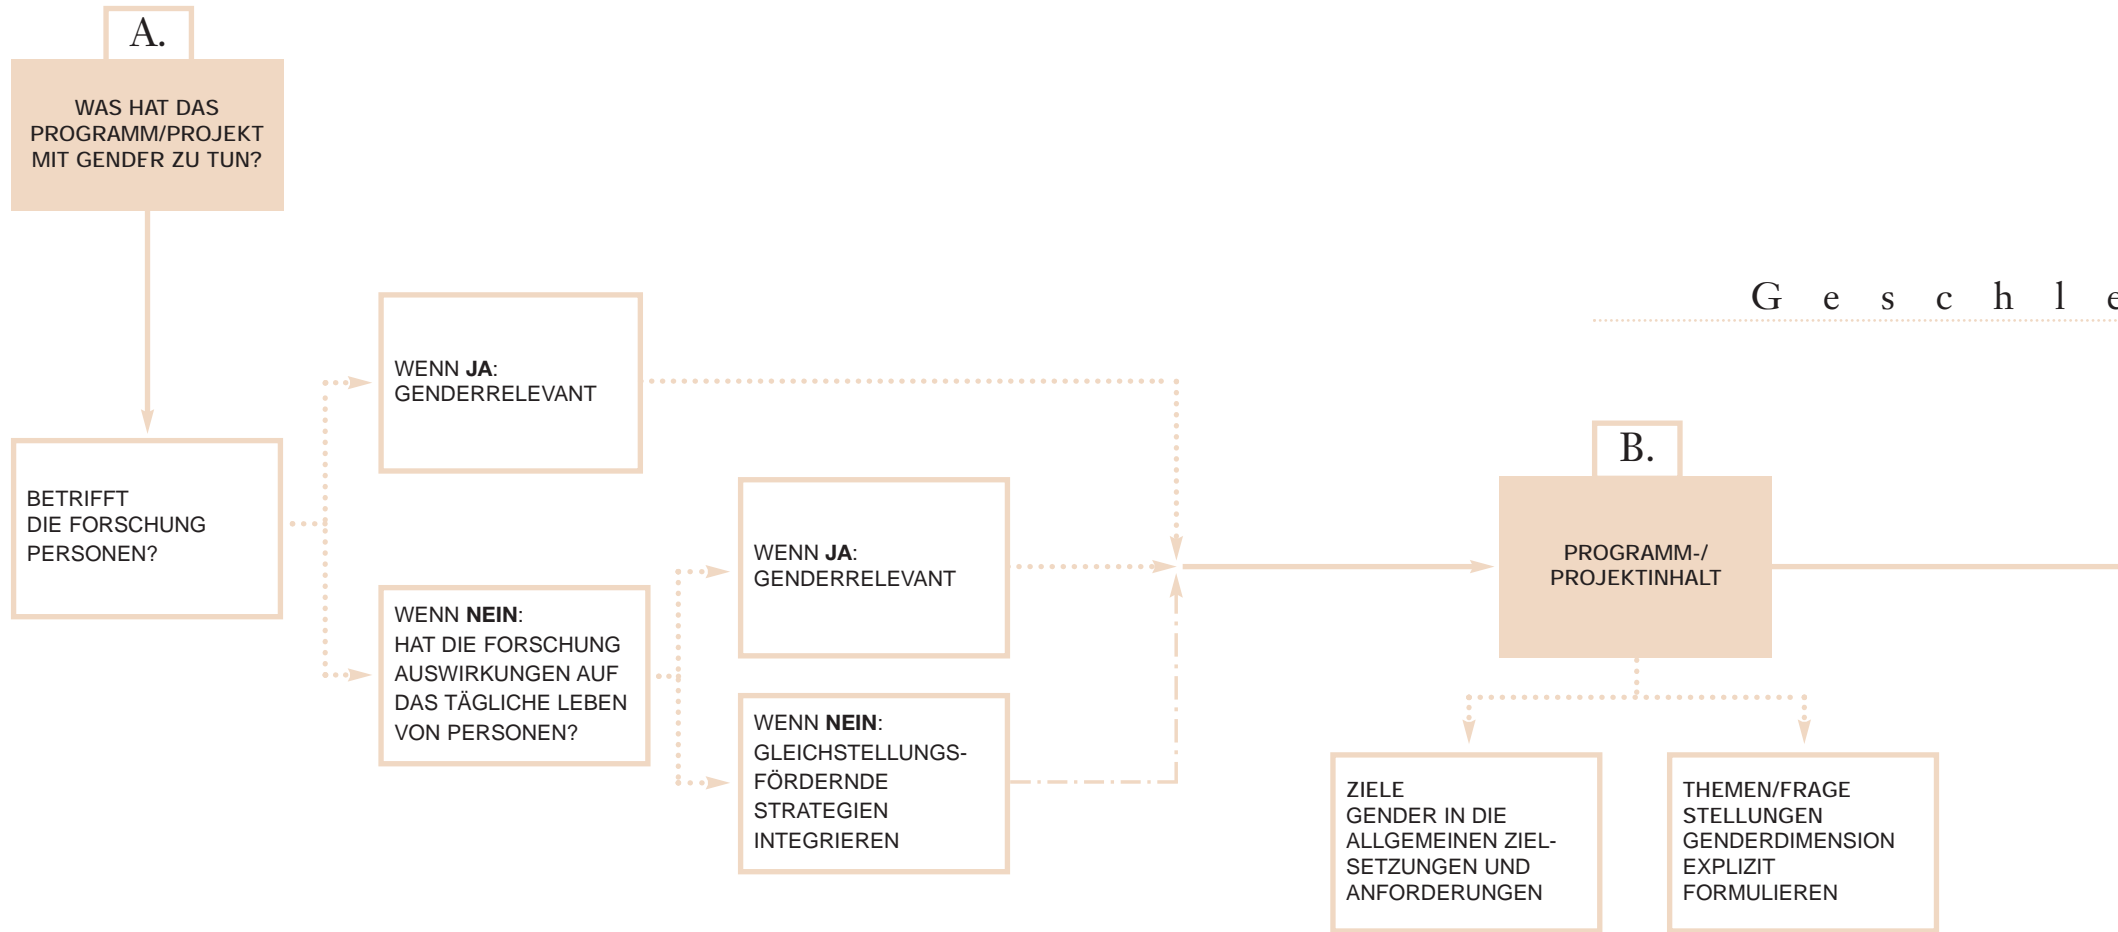 A.
WAS HAT DAS
PROGRAMM/PROJEKT
MIT GENDER ZU TUN?
BETRIFFT
DIE FORSCHUNG
PERSONEN?
WENN JA:
GENDERRELEVANT
WENN NEIN:
HAT DIE FORSCHUNG
AUSWIRKUNGEN AUF
DAS TÄGLICHE LEBEN
VON PERSONEN?
WENN JA:
GENDERRELEVANT
WENN NEIN:
GLEICHSTELLUNGS-
FÖRDERNDE
STRATEGIEN
INTEGRIEREN
G e s c h l e
B.
PROGRAMM-/
PROJEKTINHALT
ZIELE
GENDER IN DIE
ALLGEMEINEN ZIEL-
SETZUNGEN UND
ANFORDERUNGEN
THEMEN/FRAGE
STELLUNGEN
GENDERDIMENSION
EXPLIZIT
FORMULIEREN